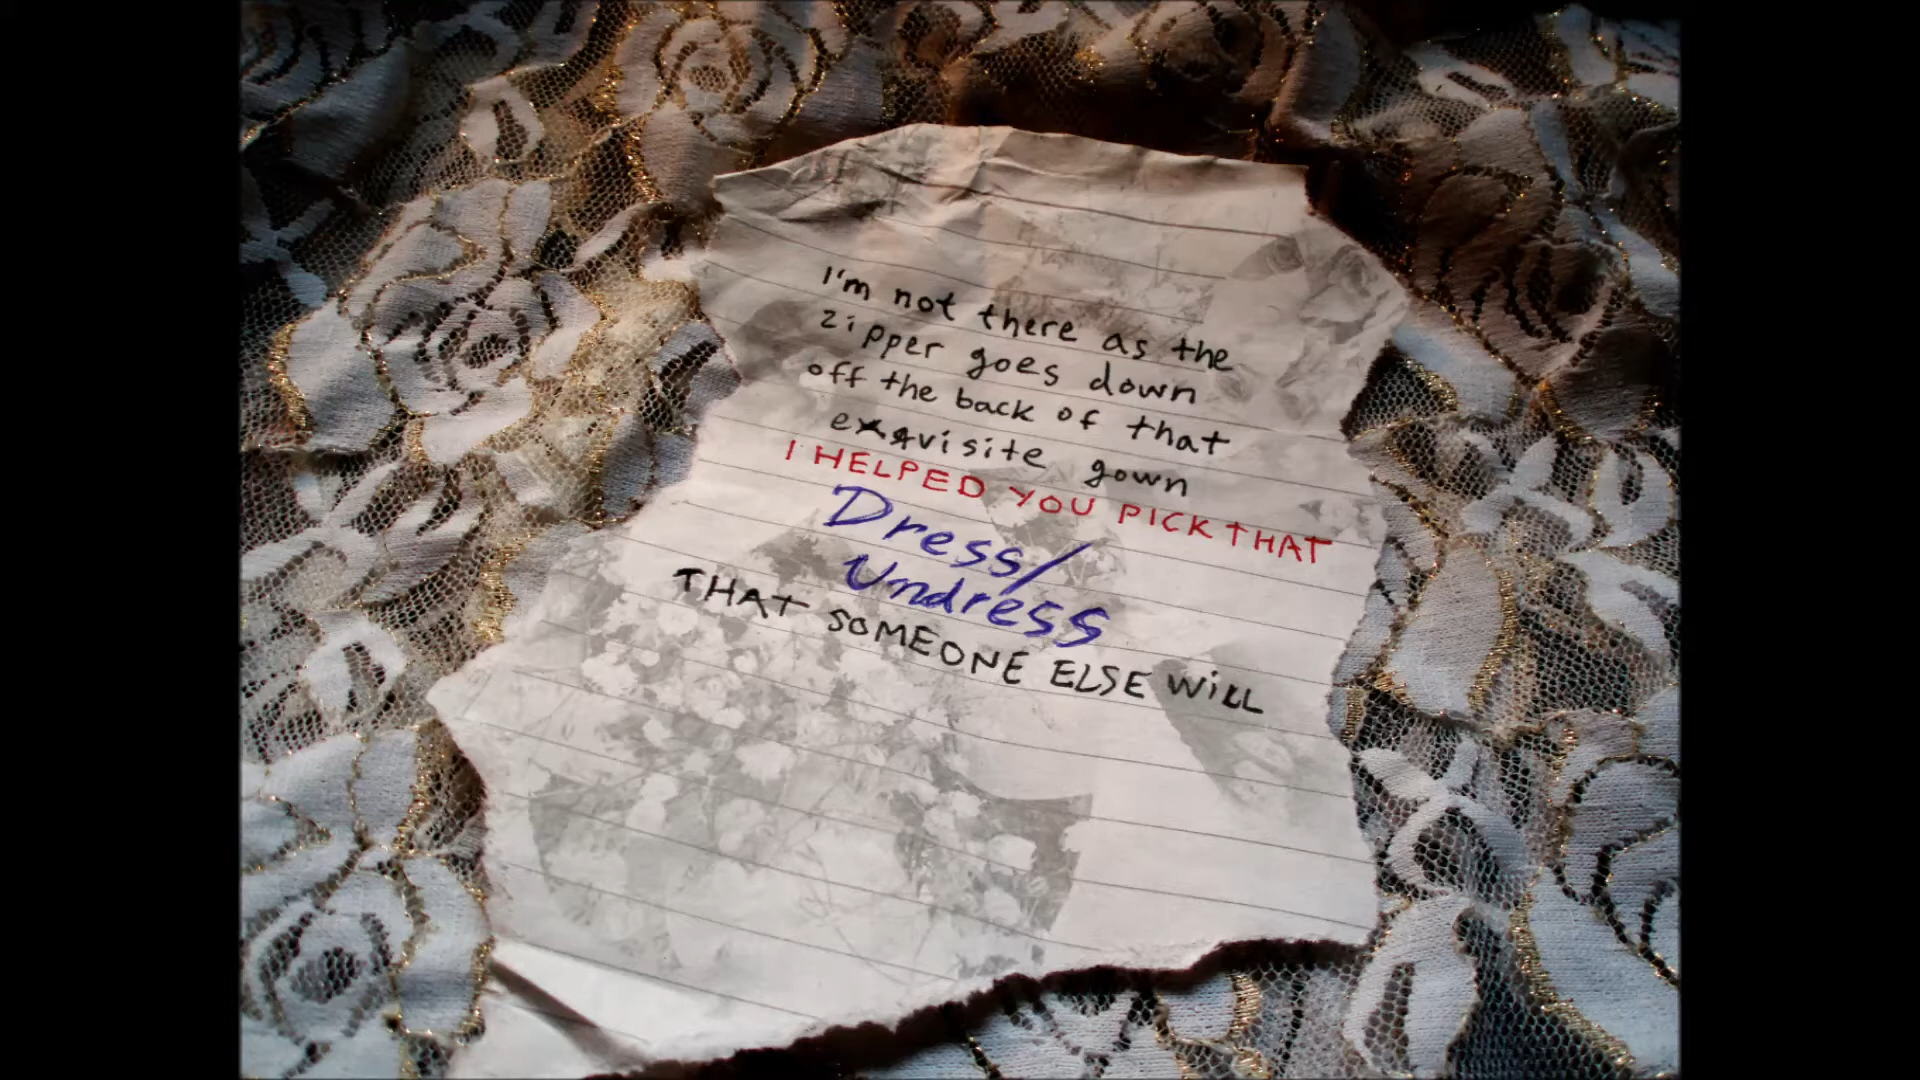 I'm not there as the
zipper goes down
off the back of that
exqvisite gown
I HELPED YOU PICK THAT
Dress/
Undress
THAT SOMEONE ELSE WILL